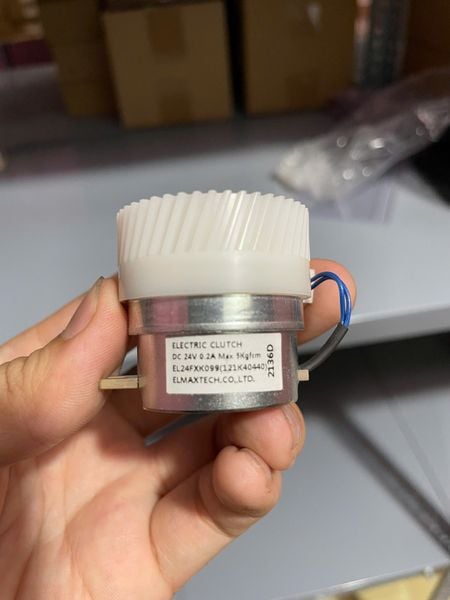 ELECTRIC CLUTCH
DC 24V 0.2A Max 5Kgfcm
EL24FXK099(121K40440)
ELMAXTECH.CO.,LTD.
2136D